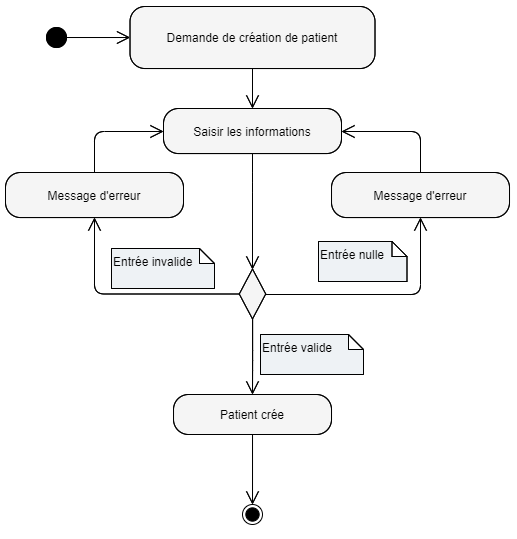 Demande de création de patient
Saisir les informations
Message d'erreur
Message d'erreur
Entrée invalide
Entrée nulle
Entrée valide
Patient crée